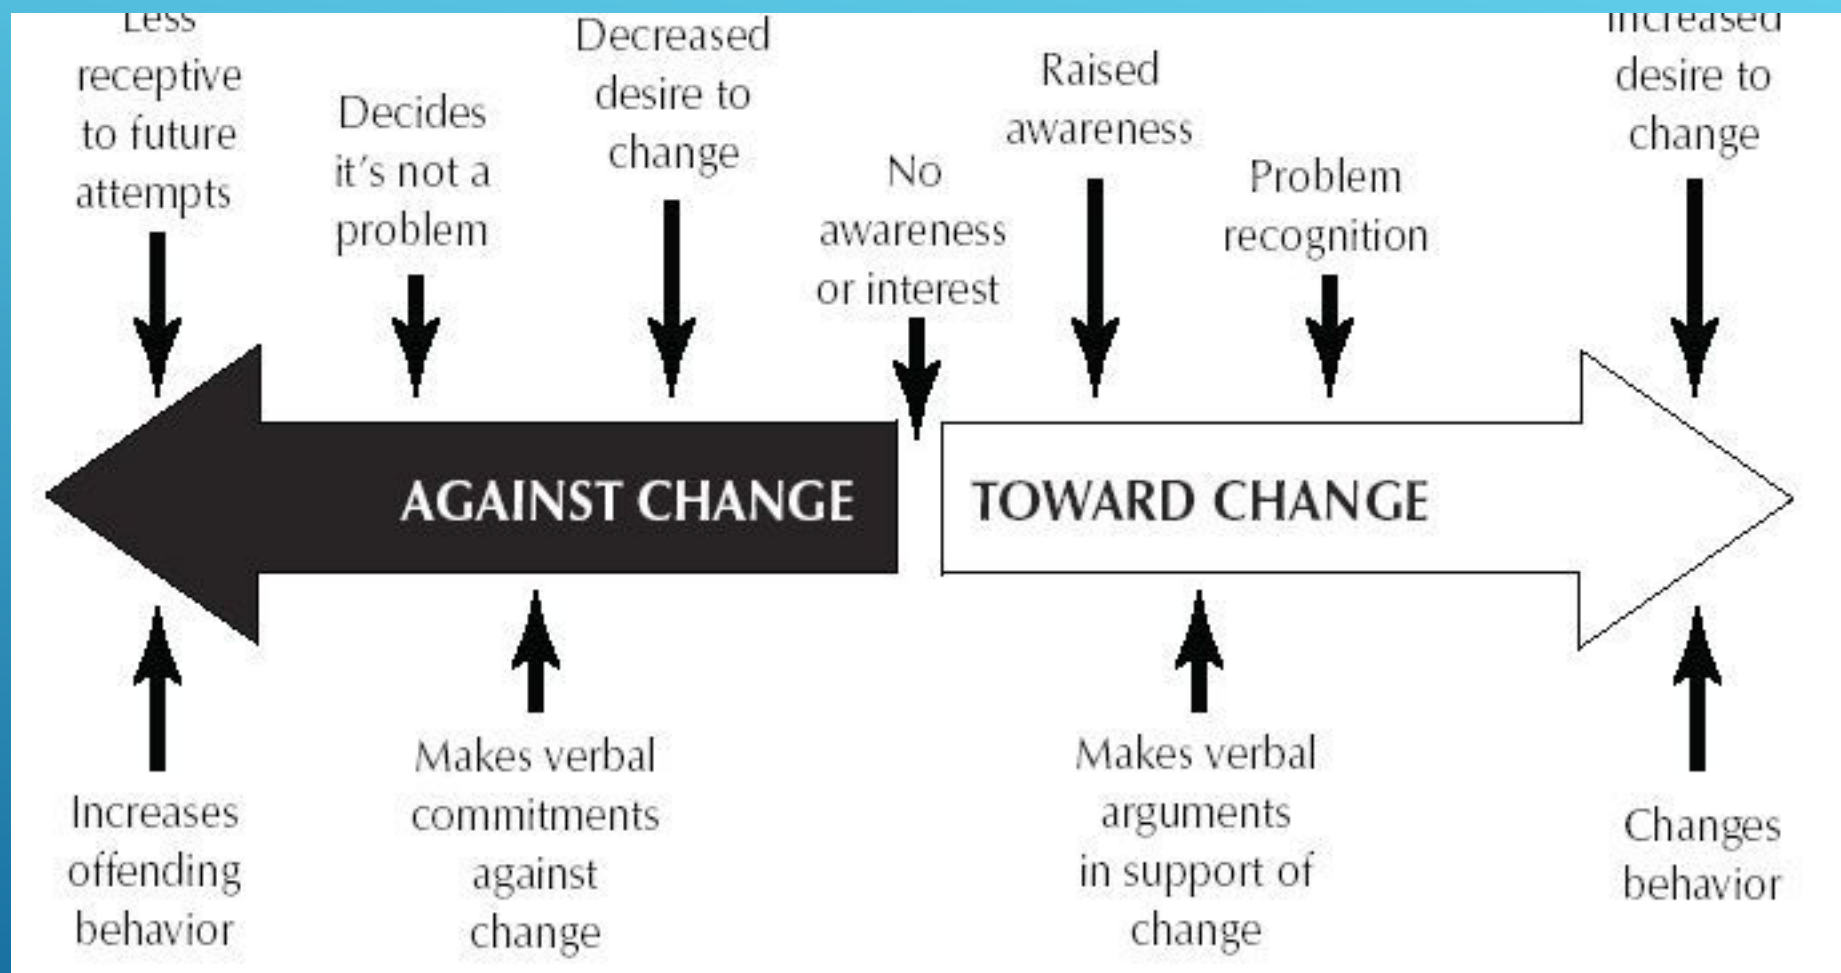 Less
receptive
to future
attempts
Decides
it's not a
problem
Decreased
desire to
change
No
awareness
or interest
Raised
awareness
Problem
recognition
Increased
desire to
change
AGAINST CHANGE
TOWARD CHANGE
Increases
offending
behavior
Makes verbal
commitments
against
change
Makes verbal
arguments
in support of
change
Changes
behavior